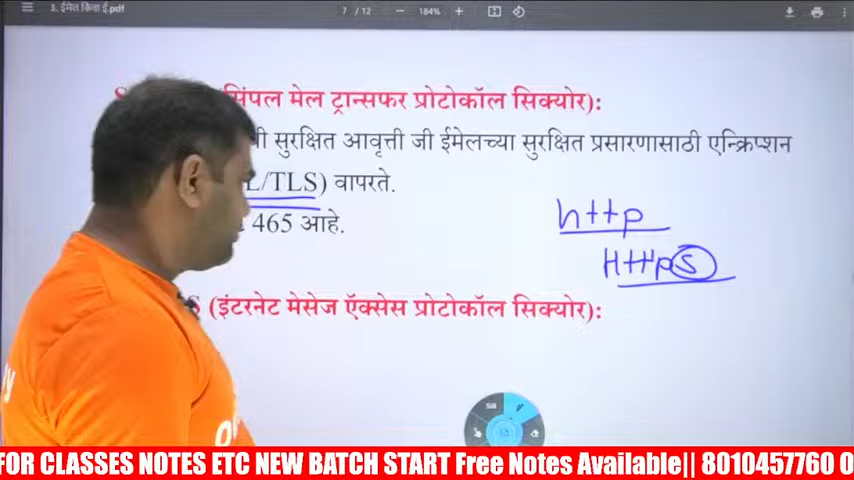 3. ईमेल किंवा ई.pdf
7 / 12
184%
सिंपल मेल ट्रान्सफर प्रोटोकॉल सिक्योर):
सुरक्षित आवृत्ती जी ईमेलच्या सुरक्षित प्रसारणासाठी एन्क्रिप्शन
L/TLS) वापरते.
465 आहे.
http
Https
S (इंटरनेट मेसेज ऍक्सेस प्रोटोकॉल सिक्योर):
FOR CLASSES NOTES ETC NEW BATCH START Free Notes Available|| 8010457760 O